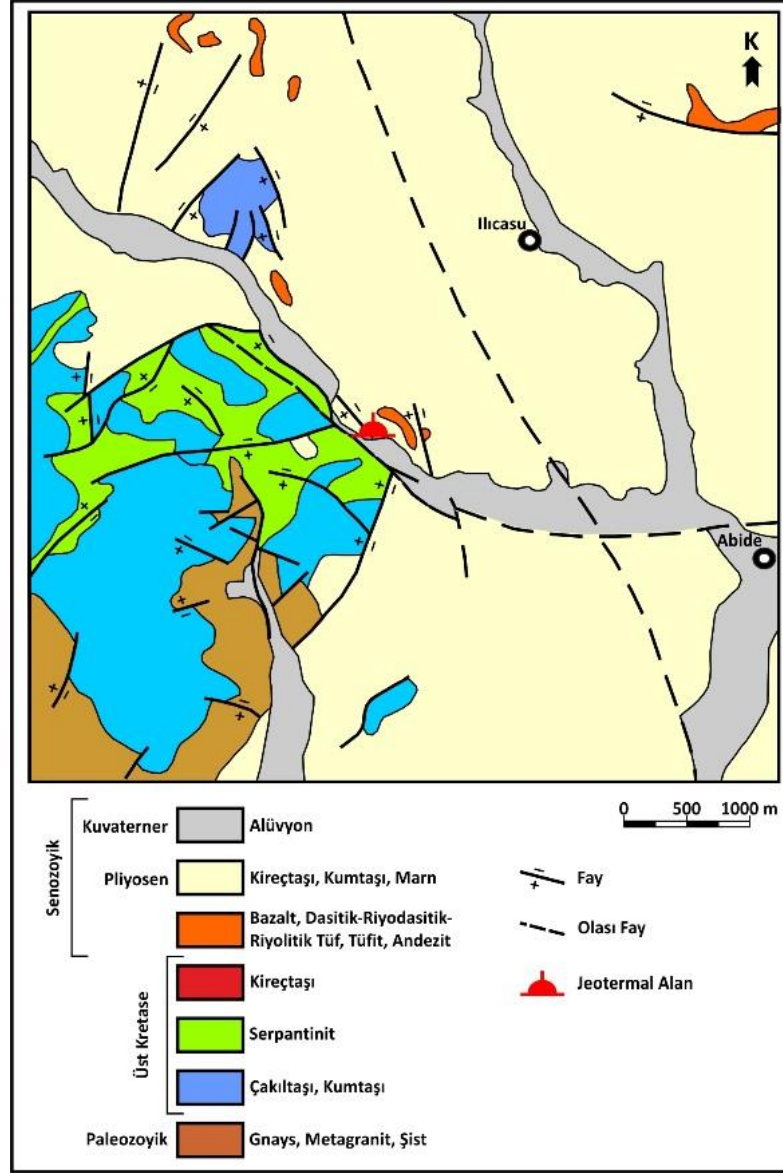 K
Ilıcasu
Abide
0 500 1000 m
Senozoyik
Kuvaterner
Alüvyon
Pliyosen
Kireçtaşı, Kumtaşı, Marn
Bazalt, Dasitik-Riyodasitik-
Riyolitik Tüf, Tüfit, Andezit
Üst Kretase
Kireçtaşı
Serpantinit
Çakıltaşı, Kumtaşı
Paleozoyik
Gnays, Metagranit, Şist
Fay
Olası Fay
Jeotermal Alan